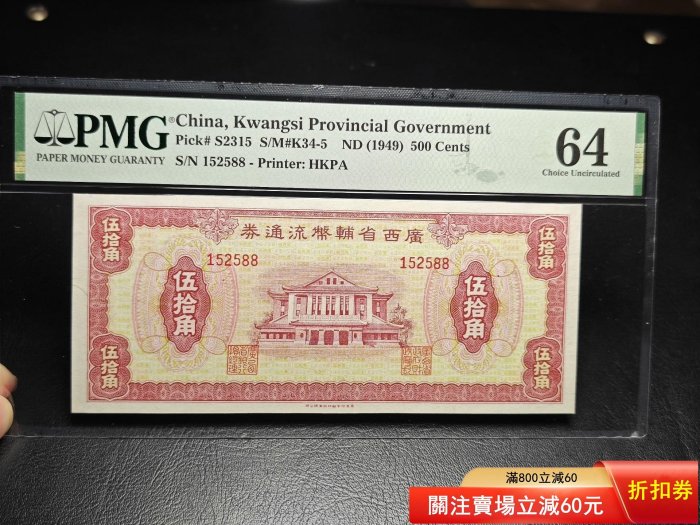 PMG®
PAPER MONEY GUARANTY
China, Kwangsi Provincial Government
Pick# S2315 S/M#K34-5 ND (1949) 500 Cents
S/N 152588 - Printer: HKPA
64
Choice Uncirculated
券通流幣輔省西廣
伍拾角
伍拾角
152588
152588
伍拾角
伍拾角
伍拾角
伍拾角
滿800立減60
關注賣場立減60元
折扣券